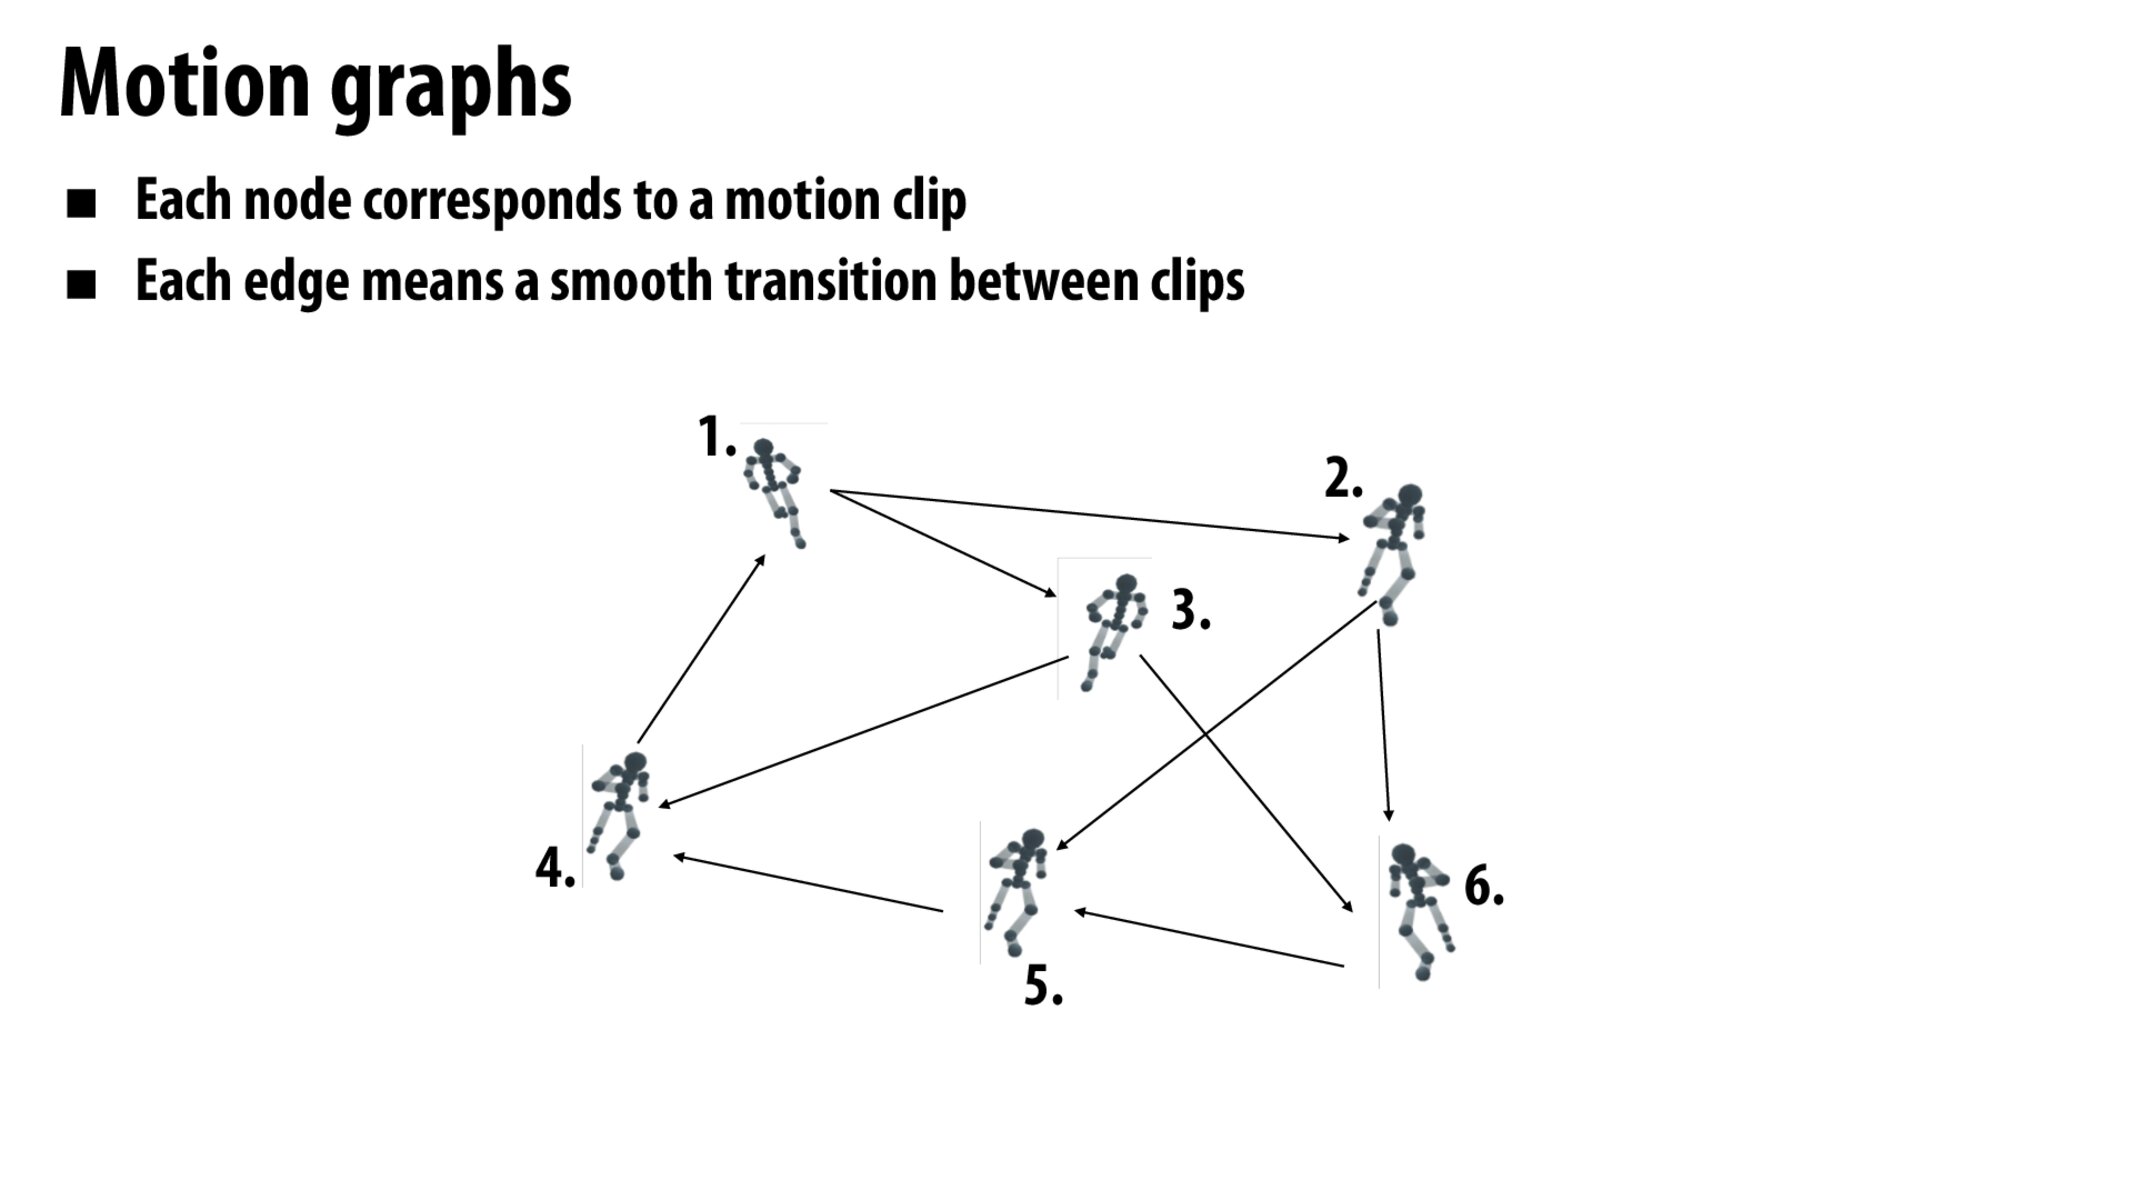 Motion graphs
■ Each node corresponds to a motion clip
■ Each edge means a smooth transition between clips
1.
2.
3.
4.
5.
6.